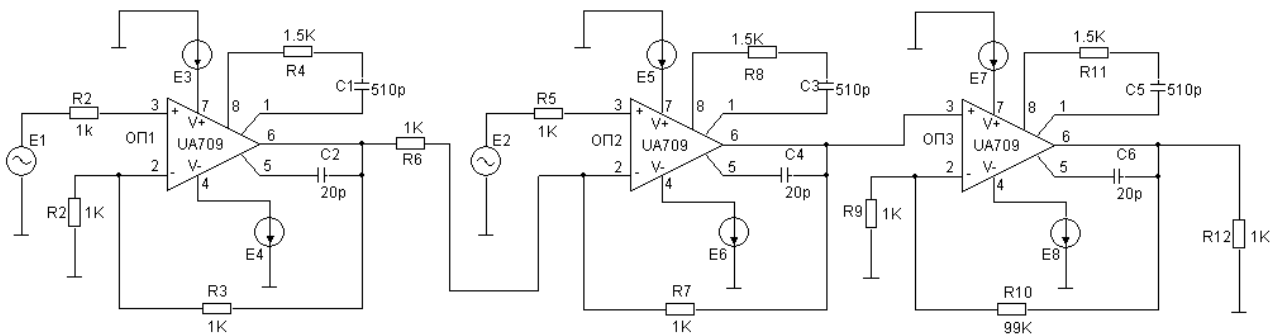 1.5K
R4
E3
C1
510p
R2
1k
3
+
7
V+
8
1
E1
ОП1
UA709
6
2
-
V-
4
5
C2
20p
R2
1K
E4
R3
1K
1K
R6
1.5K
R8
E5
C3
510p
R5
1K
3
+
7
V+
8
1
E2
ОП2
UA709
6
2
-
V-
4
5
C4
20p
E6
R7
1K
1.5K
R11
E7
C5
510p
3
+
7
V+
8
1
ОП3
UA709
6
2
-
V-
4
5
C6
20p
R9
1K
E8
R10
99K
R12
1K